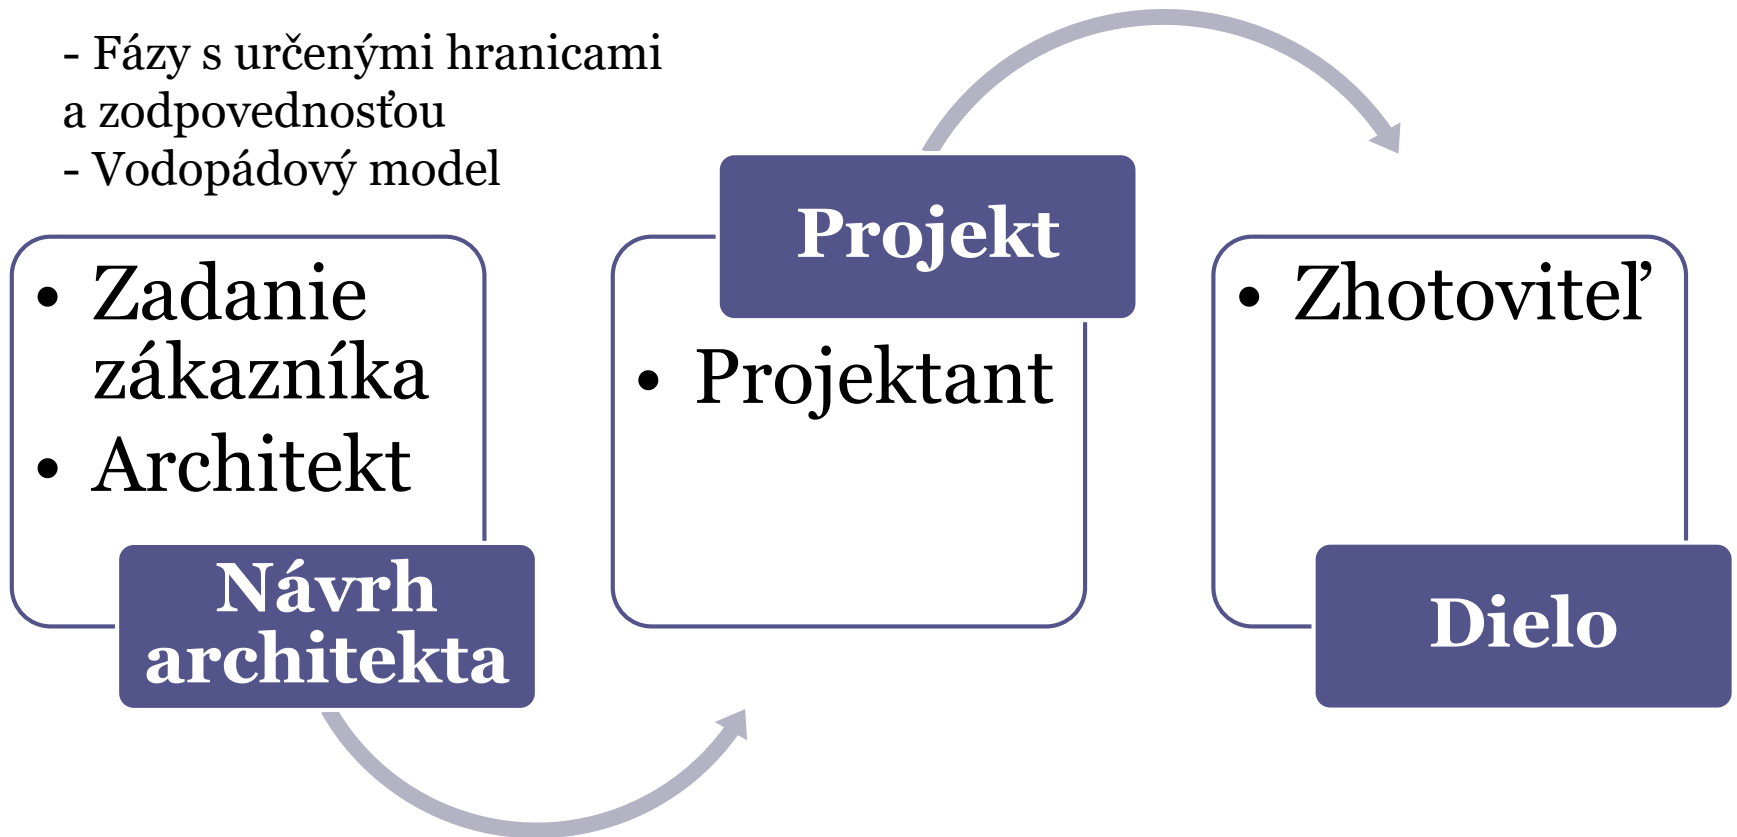 - Fázy s určenými hranicami
a zodpovednosťou
- Vodopádový model
• Zadanie
zákazníka
• Architekt
Návrh
architekta
Projekt
• Projektant
• Zhotoviteľ
Dielo